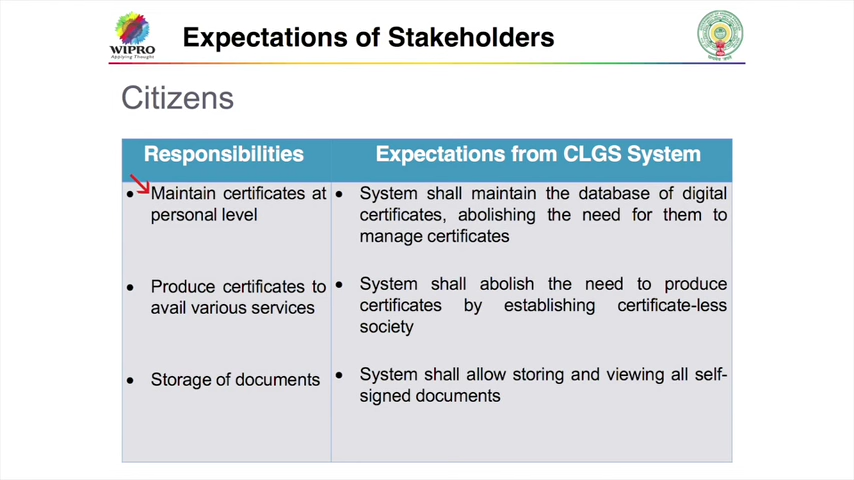 WIPRO
Applying Thought
Expectations of Stakeholders
Citizens
Responsibilities
Expectations from CLGS System
• Maintain certificates at
personal level
• System shall maintain the database of digital
certificates, abolishing the need for them to
manage certificates
• Produce certificates to
avail various services
• System shall abolish the need to produce
certificates by establishing certificate-less
society
• Storage of documents
• System shall allow storing and viewing all self-
signed documents